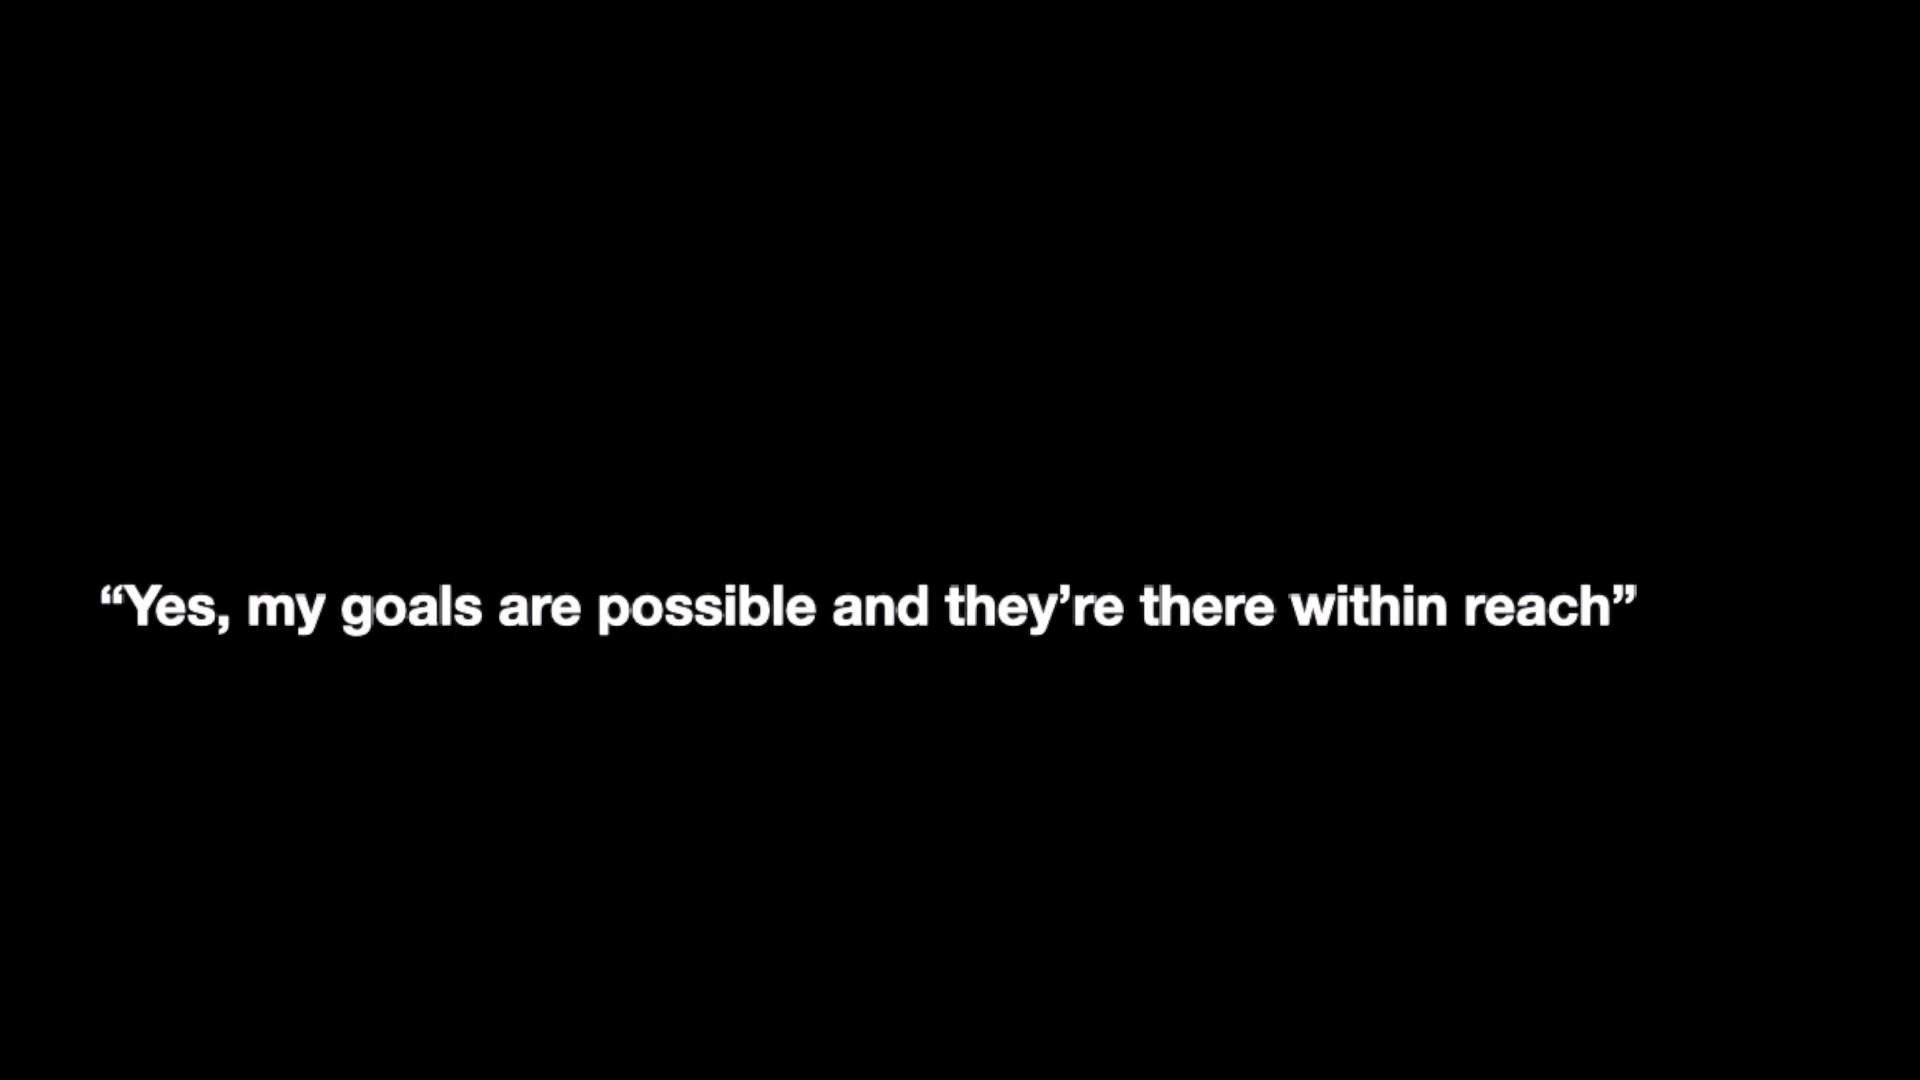 “Yes, my goals are possible and they’re there within reach”